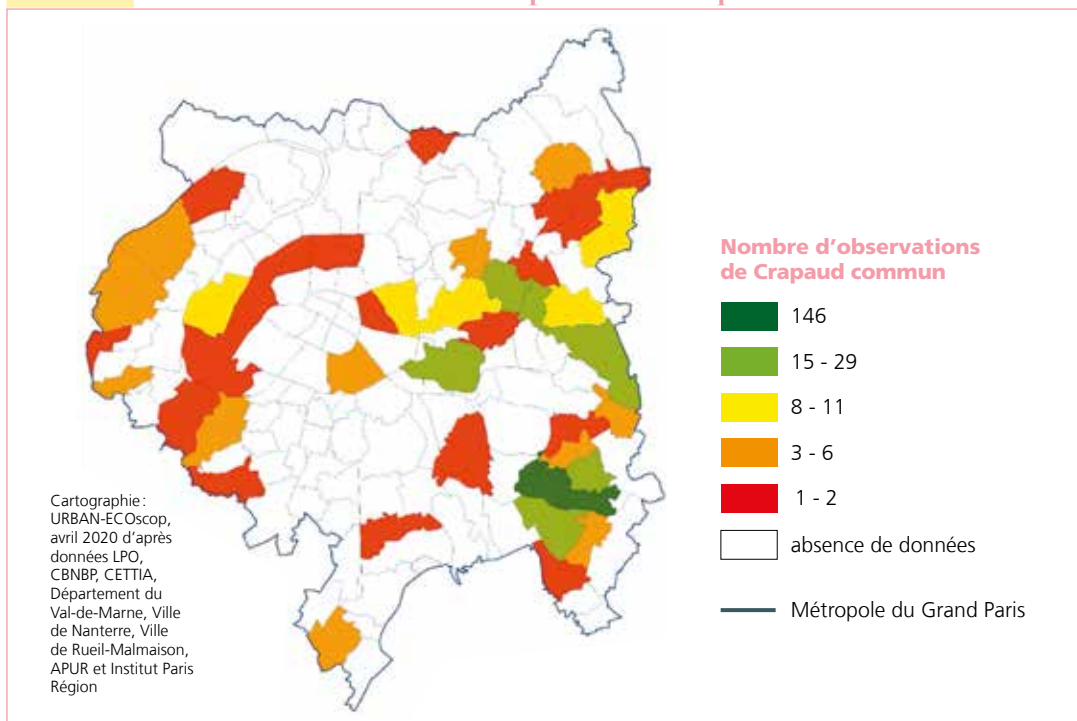 Nombre d'observations
de Crapaud commun
146
15 - 29
8 - 11
3 - 6
1 - 2
absence de données
Métropole du Grand Paris
Cartographie :
URBAN-ECOscop,
avril 2020 d'après
données LPO,
CBNBP, CETTIA,
Département du
Val-de-Marne, Ville
de Nanterre, Ville
de Rueil-Malmaison,
APUR et Institut Paris
Région